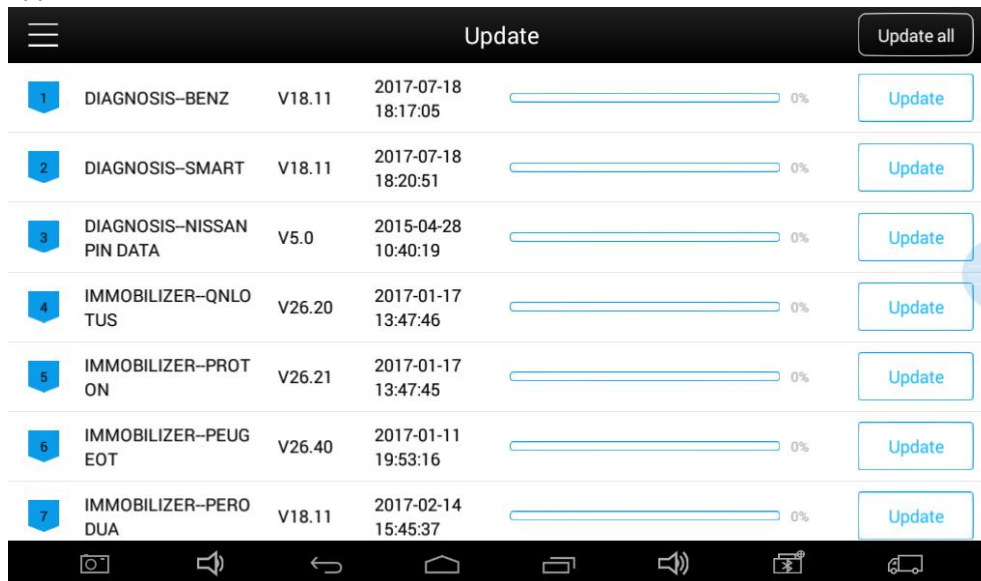 Update
Update all
1 DIAGNOSIS--BENZ V18.11 2017-07-18 0% Update
18:17:05
2 DIAGNOSIS--SMART V18.11 2017-07-18 0% Update
18:20:51
3 DIAGNOSIS--NISSAN V5.0 2015-04-28 0% Update
PIN DATA 10:40:19
4 IMMOBILIZER--QNLO V26.20 2017-01-17 0% Update
TUS 13:47:46
5 IMMOBILIZER--PROT V26.21 2017-01-17 0% Update
ON 13:47:45
6 IMMOBILIZER--PEUG V26.40 2017-01-11 0% Update
EOT 19:53:16
7 IMMOBILIZER--PERO V18.11 2017-02-14 0% Update
DUA 15:45:37